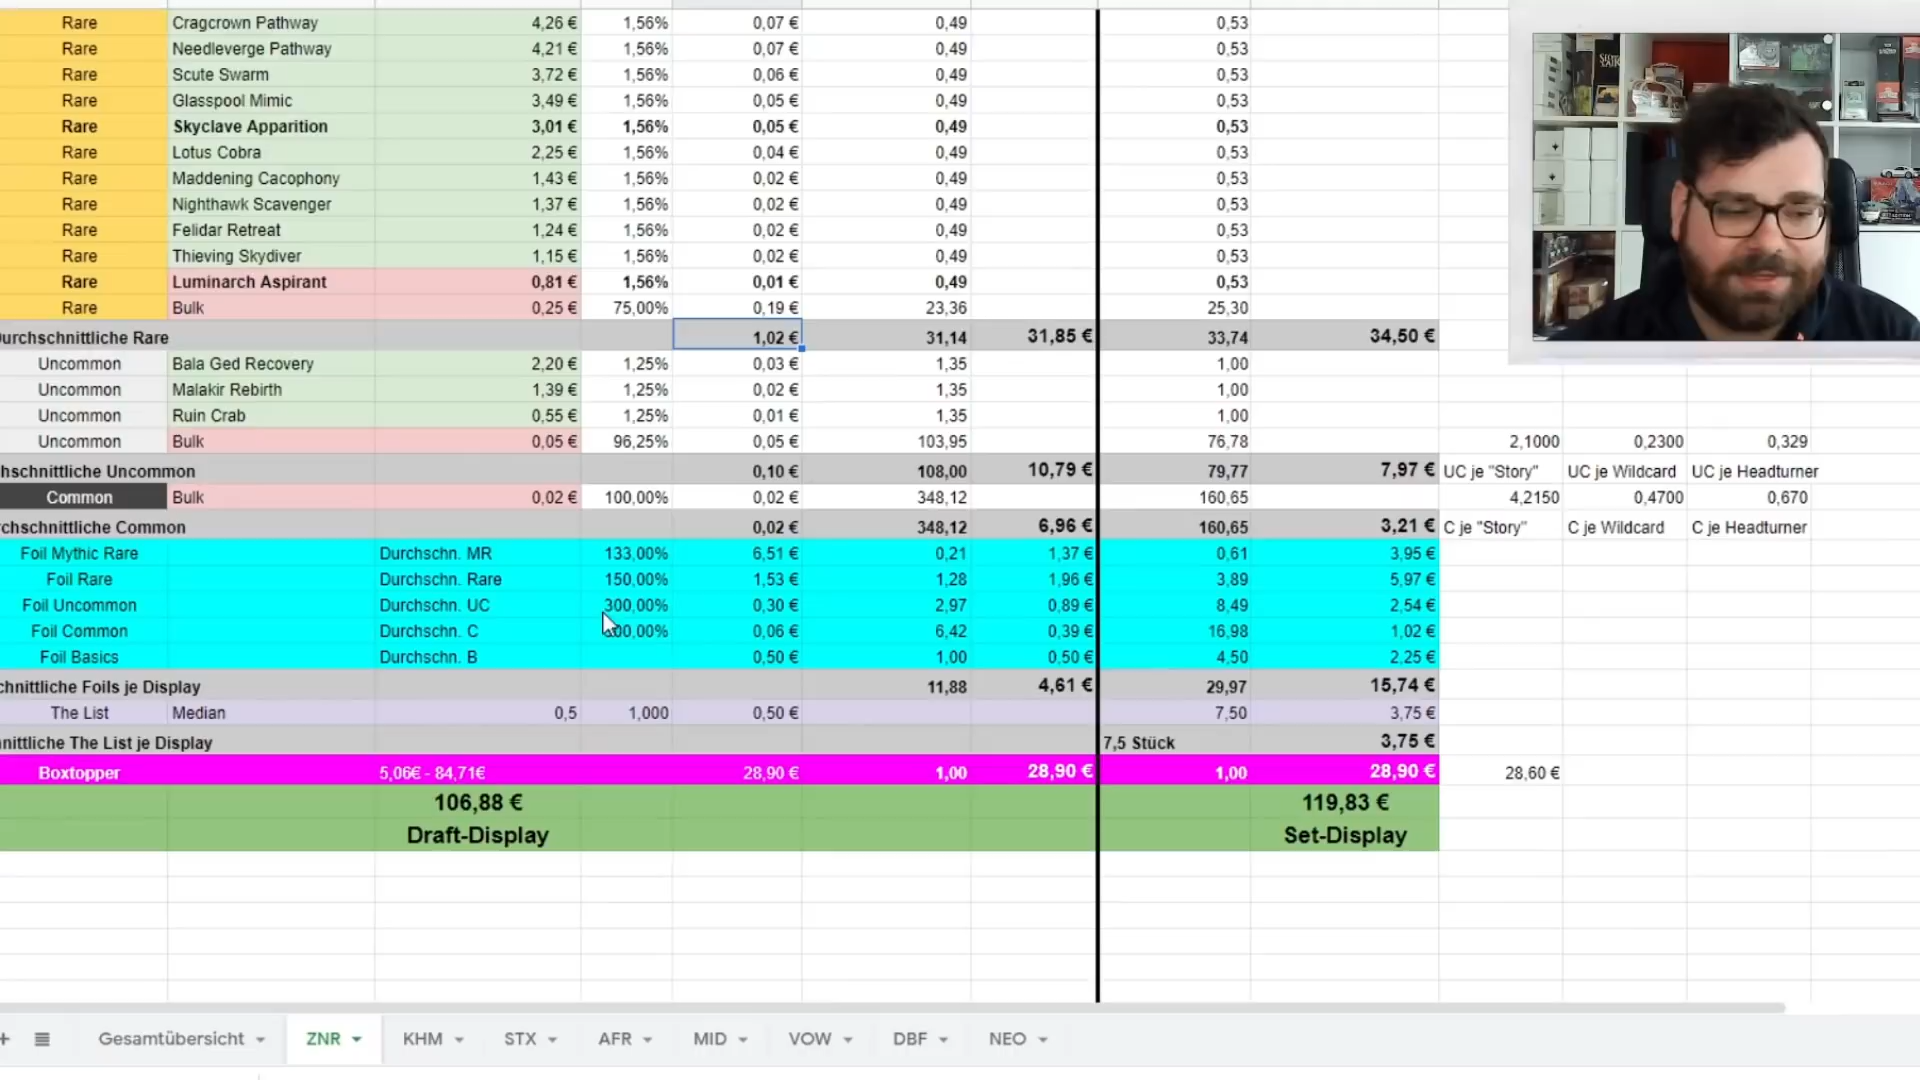 Rare Cragcrown Pathway 4,26 € 1,56% 0,07 € 0,49 0,53
Rare Needleverge Pathway 4,21 € 1,56% 0,07 € 0,49 0,53
Rare Scute Swarm 3,72 € 1,56% 0,06 € 0,49 0,53
Rare Glasspool Mimic 3,49 € 1,56% 0,05 € 0,49 0,53
Rare Skyclave Apparition 3,01 € 1,56% 0,05 € 0,49 0,53
Rare Lotus Cobra 2,25 € 1,56% 0,04 € 0,49 0,53
Rare Maddening Cacophony 1,43 € 1,56% 0,02 € 0,49 0,53
Rare Nighthawk Scavenger 1,37 € 1,56% 0,02 € 0,49 0,53
Rare Felidar Retreat 1,24 € 1,56% 0,02 € 0,49 0,53
Rare Thieving Skydiver 1,15 € 1,56% 0,02 € 0,49 0,53
Rare Luminarch Aspirant 0,81 € 1,56% 0,01 € 0,49 0,53
Rare Bulk 0,25 € 75,00% 0,19 € 23,36 25,30
Durchschnittliche Rare 1,02 € 31,14 31,85 € 33,74 34,50 €
Uncommon Bala Ged Recovery 2,20 € 1,25% 0,03 € 1,35 1,00
Uncommon Malakir Rebirth 1,39 € 1,25% 0,02 € 1,35 1,00
Uncommon Ruin Crab 0,55 € 1,25% 0,01 € 1,35 1,00
Uncommon Bulk 0,05 € 96,25% 0,05 € 103,95 76,78 2,1000 0,2300 0,329
hschnittliche Uncommon 0,10 € 108,00 10,79 € 79,77 7,97 € UC je "Story" UC je Wildcard UC je Headturner
Common Bulk 0,02 € 100,00% 0,02 € 348,12 160,65 4,2150 0,4700 0,670
rchschnittliche Common 0,02 € 348,12 6,96 € 160,65 3,21 € C je "Story" C je Wildcard C je Headturner
Foil Mythic Rare Durchschn. MR 133,00% 6,51 € 0,21 1,37 € 0,61 3,95 €
Foil Rare Durchschn. Rare 150,00% 1,53 € 1,28 1,96 € 3,89 5,97 €
Foil Uncommon Durchschn. UC 300,00% 0,30 € 2,97 0,89 € 8,49 2,54 €
Foil Common Durchschn. C 00,00% 0,06 € 6,42 0,39 € 16,98 1,02 €
Foil Basics Durchschn. B 0,50 € 1,00 0,50 € 4,50 2,25 €
chnittliche Foils je Display 11,88 4,61 € 29,97 15,74 €
The List Median 0,5 1,000 0,50 € 7,50 3,75 €
nittliche The List je Display 7,5 Stück 3,75 €
Boxtopper 5,06€ - 84,71€ 28,90 € 1,00 28,90 € 1,00 28,90 € 28,60 €
106,88 € 119,83 €
Draft-Display Set-Display
+ Gesamtübersicht ZNR KHM STX AFR MID VOW DBF NEO